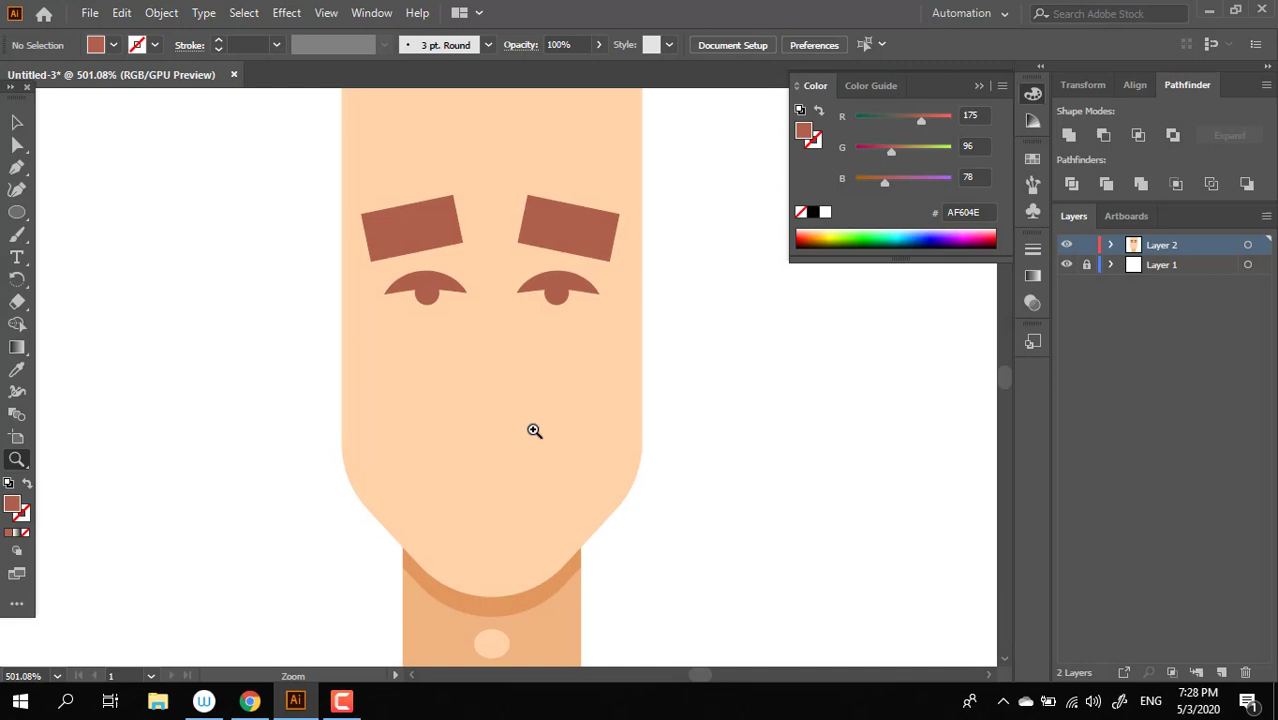 Ai File Edit Object Type Select Effect View Window Help Automation Search Adobe Stock
No Selection Stroke: 3 pt. Round Opacity: 100% Style: Document Setup Preferences
Untitled-3* @ 501.08% (RGB/GPU Preview)
Color Color Guide
R 175
G 96
B 78
# AF604E
Transform Align Pathfinder
Shape Modes:
Expand
Pathfinders:
Layers Artboards
Layer 2
Layer 1
501.08% 1 Zoom
2 Layers
Ai ENG 7:28 PM
5/3/2020 1